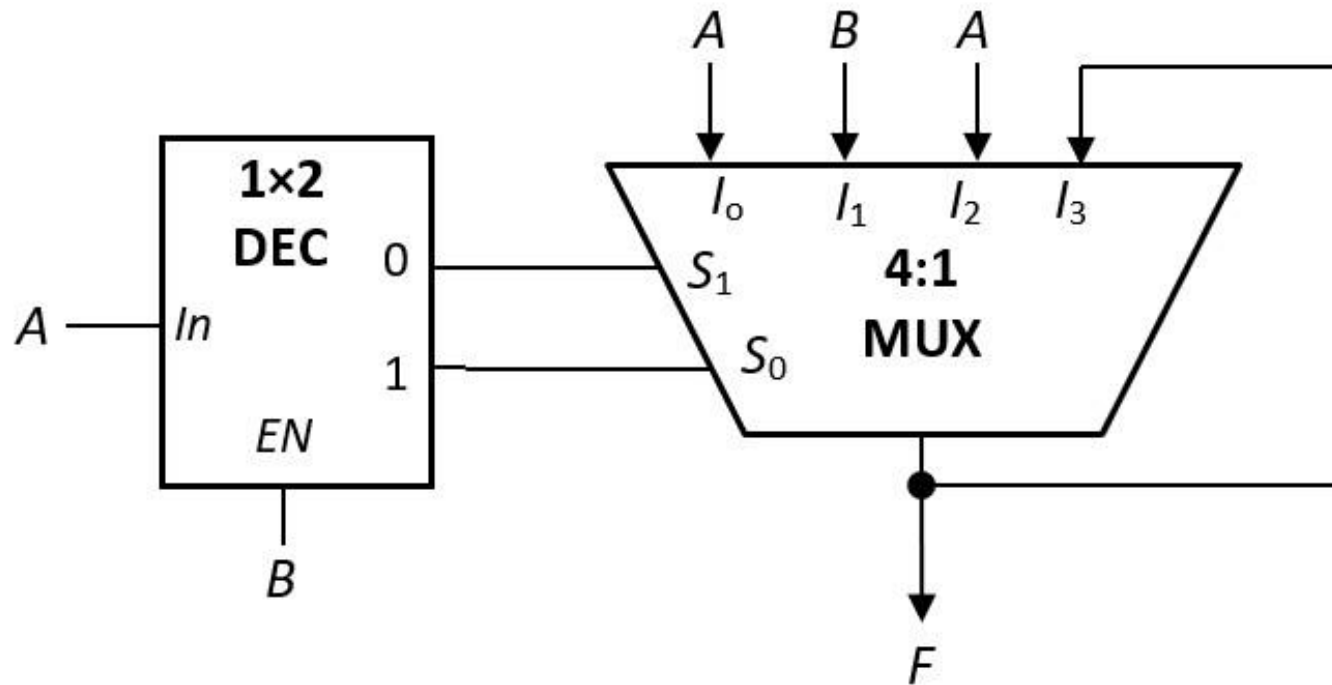 A B A
1×2
DEC
I₀ I₁ I₂ I₃
0
S₁
4:1
MUX
A
In
1
S₀
EN
B
F